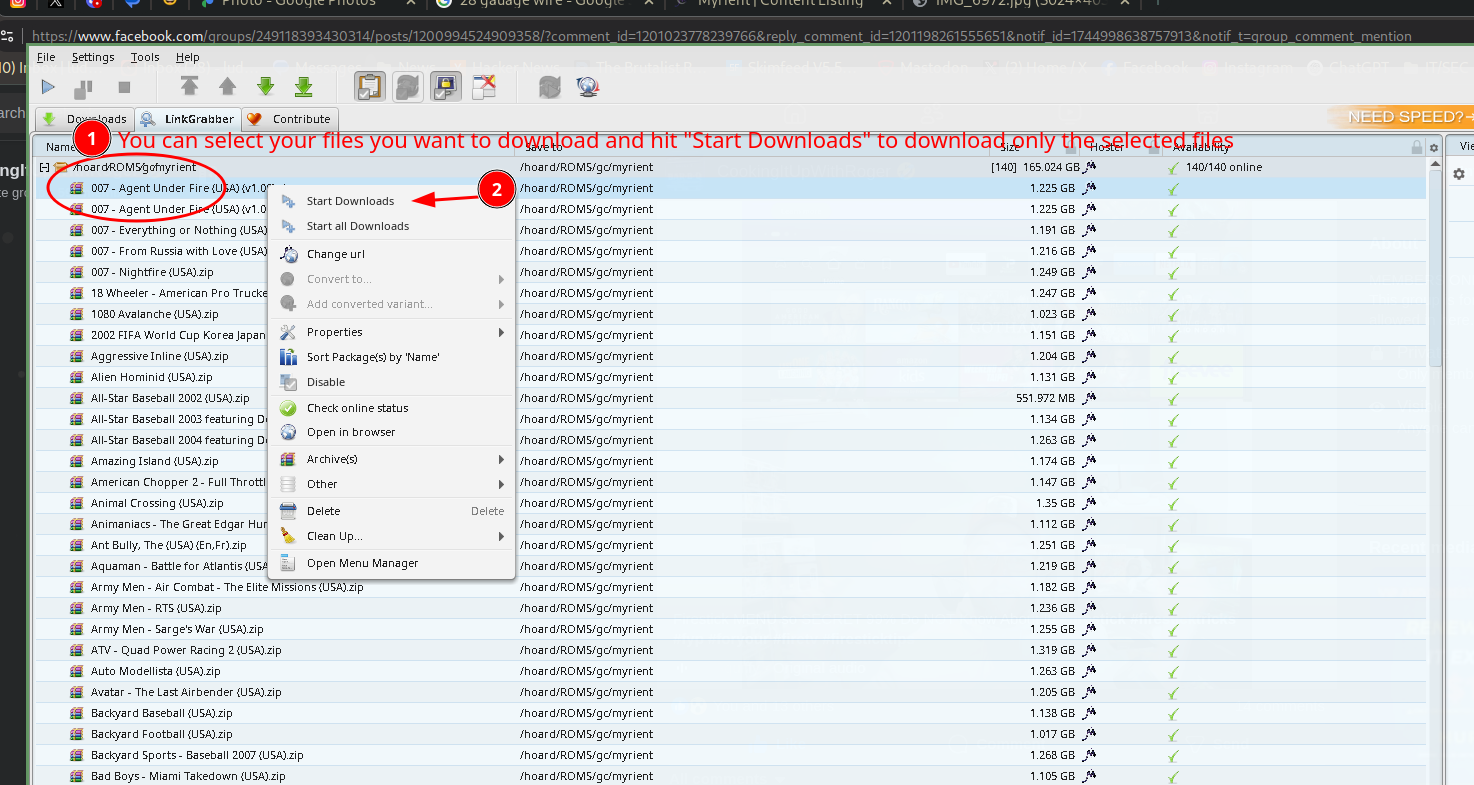 Photo - Google Photos
28 gauage wire - Google
Myrient | Content Listing
IMG_6972.jpg (3024×40
https://www.facebook.com/groups/249118393430314/posts/1200994524909358/?comment_id=1201023778239766&reply_comment_id=1201198261555651&notif_id=1744998638757913&notif_t=group_comment_mention
File Settings Tools Help
Downloads LinkGrabber Contribute
NEED SPEED?
1 You can select your files you want to download and hit "Start Downloads" to download only the selected files
Name Save to Size Hoster Availability
/hoard/ROMS/gc/myrient /hoard/ROMS/gc/myrient [140] 165.024 GB 140/140 online
007 - Agent Under Fire (USA) (v1.0 1.225 GB
007 - Agent Under Fire (USA) (v1.0 /hoard/ROMS/gc/myrient 1.225 GB
007 - Everything or Nothing (USA) /hoard/ROMS/gc/myrient 1.191 GB
007 - From Russia with Love (USA) /hoard/ROMS/gc/myrient 1.216 GB
007 - Nightfire (USA).zip /hoard/ROMS/gc/myrient 1.249 GB
18 Wheeler - American Pro Trucke /hoard/ROMS/gc/myrient 1.247 GB
1080 Avalanche (USA).zip /hoard/ROMS/gc/myrient 1.023 GB
2002 FIFA World Cup Korea Japan /hoard/ROMS/gc/myrient 1.151 GB
Aggressive Inline (USA).zip /hoard/ROMS/gc/myrient 1.204 GB
Alien Hominid (USA).zip /hoard/ROMS/gc/myrient 1.131 GB
All-Star Baseball 2002 (USA).zip /hoard/ROMS/gc/myrient 551.972 MB
All-Star Baseball 2003 featuring D /hoard/ROMS/gc/myrient 1.134 GB
All-Star Baseball 2004 featuring D /hoard/ROMS/gc/myrient 1.263 GB
Amazing Island (USA).zip /hoard/ROMS/gc/myrient 1.174 GB
American Chopper 2 - Full Throttl /hoard/ROMS/gc/myrient 1.147 GB
Animal Crossing (USA).zip /hoard/ROMS/gc/myrient 1.35 GB
Animaniacs - The Great Edgar Hu /hoard/ROMS/gc/myrient 1.112 GB
Ant Bully, The (USA) (En,Fr).zip /hoard/ROMS/gc/myrient 1.251 GB
Aquaman - Battle for Atlantis (USA /hoard/ROMS/gc/myrient 1.219 GB
Army Men - Air Combat - The Elite Missions (USA).zip /hoard/ROMS/gc/myrient 1.182 GB
Army Men - RTS (USA).zip /hoard/ROMS/gc/myrient 1.236 GB
Army Men - Sarge's War (USA).zip /hoard/ROMS/gc/myrient 1.255 GB
ATV - Quad Power Racing 2 (USA).zip /hoard/ROMS/gc/myrient 1.319 GB
Auto Modellista (USA).zip /hoard/ROMS/gc/myrient 1.263 GB
Avatar - The Last Airbender (USA).zip /hoard/ROMS/gc/myrient 1.205 GB
Backyard Baseball (USA).zip /hoard/ROMS/gc/myrient 1.138 GB
Backyard Football (USA).zip /hoard/ROMS/gc/myrient 1.017 GB
Backyard Sports - Baseball 2007 (USA).zip /hoard/ROMS/gc/myrient 1.268 GB
Bad Boys - Miami Takedown (USA).zip /hoard/ROMS/gc/myrient 1.105 GB
2
Start Downloads
Start all Downloads
Change url
Convert to...
Add converted variant...
Properties
Sort Package(s) by 'Name'
Disable
Check online status
Open in browser
Archive(s)
Other
Delete Delete
Clean Up...
Open Menu Manager